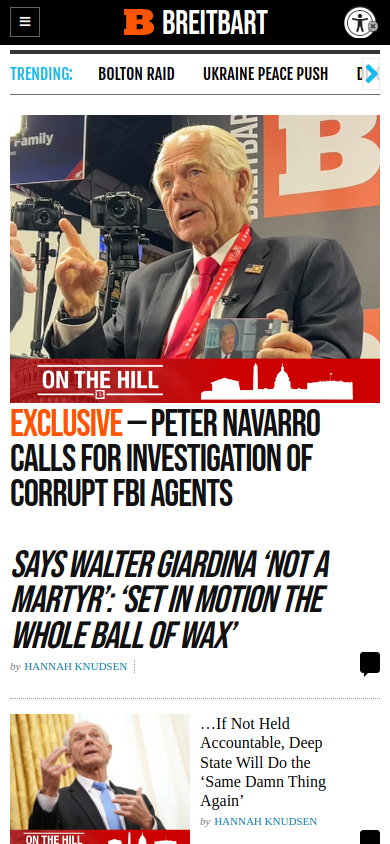 BREITBART
TRENDING: BOLTON RAID UKRAINE PEACE PUSH
Family
BREITBAR
ON THE HILL
EXCLUSIVE – PETER NAVARRO
CALLS FOR INVESTIGATION OF
CORRUPT FBI AGENTS
SAYS WALTER GIARDINA ‘NOT A
MARTYR’: ‘SET IN MOTION THE
WHOLE BALL OF WAX’
by HANNAH KNUDSEN
…If Not Held
Accountable, Deep
State Will Do the
‘Same Damn Thing
Again’
by HANNAH KNUDSEN
ON THE HILL